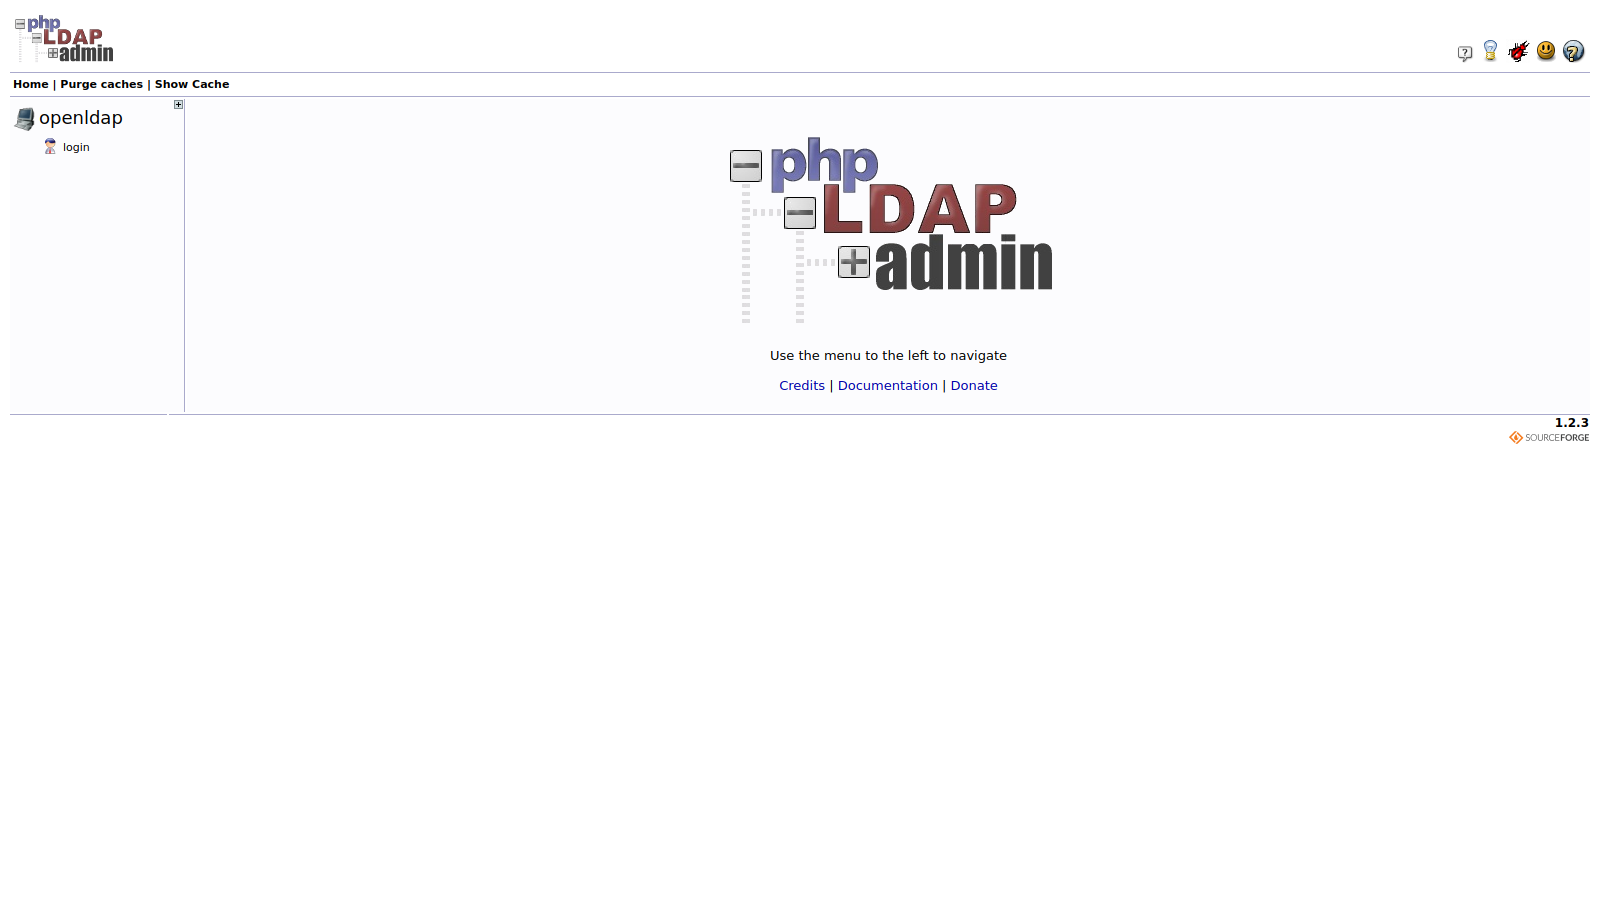 php
LDAP
admin
Home | Purge caches | Show Cache
openldap
login
php
LDAP
admin
Use the menu to the left to navigate
Credits | Documentation | Donate
1.2.3
SOURCEFORGE